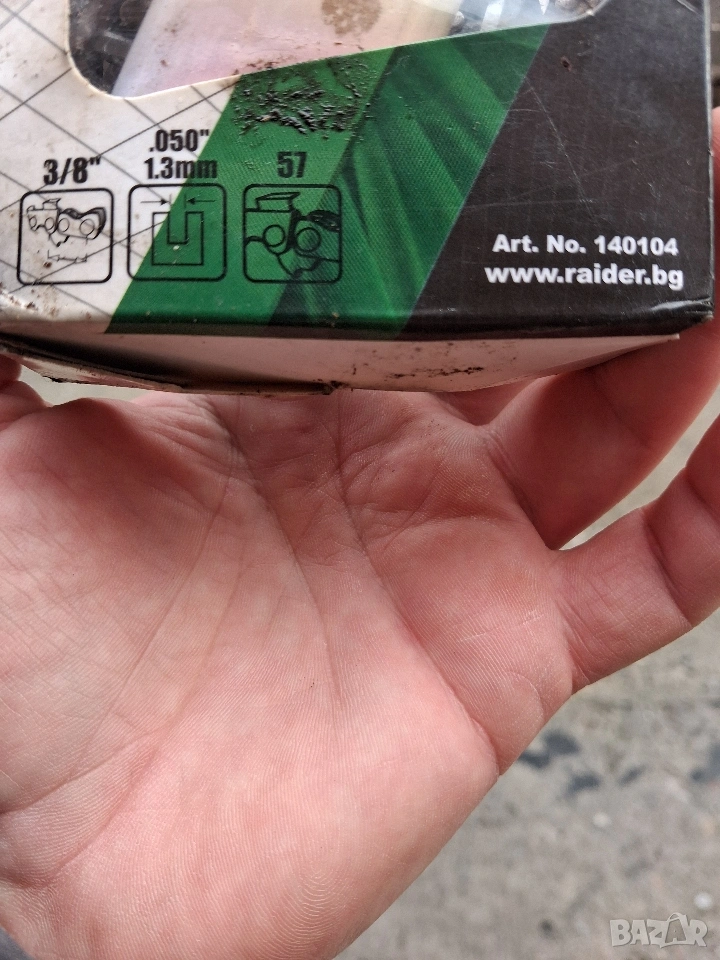 3/8"
.050"
1.3mm
57
Art. No. 140104
www.raider.bg
BAZAR